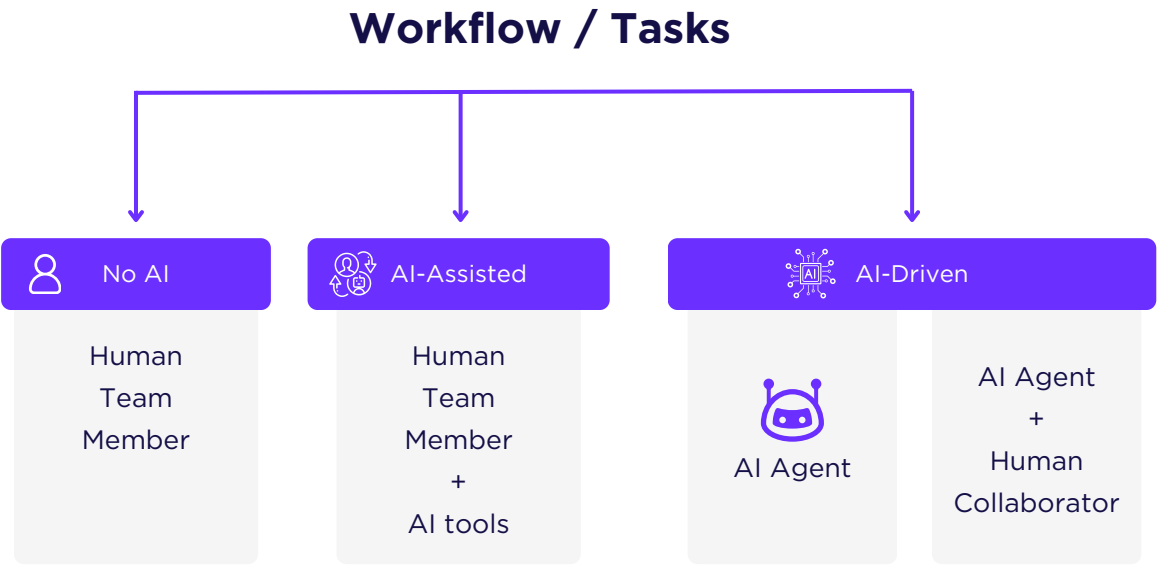 Workflow / Tasks
No AI
Human
Team
Member
AI-Assisted
Human
Team
Member
+
AI tools
AI
AI-Driven
AI Agent
AI Agent
+
Human
Collaborator